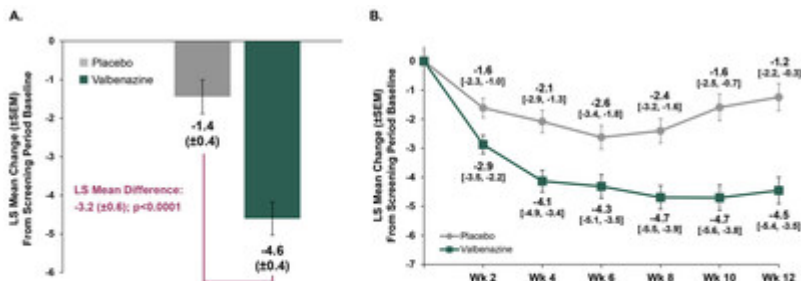 A.
LS Mean Change (±SEM)
From Screening Period Baseline
0
-1
-2
-3
-4
-5
-6
Placebo
Valbenazine
-1.4
(±0.4)
-4.6
(±0.4)
LS Mean Difference:
-3.2 (±0.6); p<0.0001
B.
LS Mean Change (±SEM)
From Screening Period Baseline
0
-1
-2
-3
-4
-5
-6
-7
-1.6
[-2.3, -1.0]
-2.1
[-2.9, -1.3]
-2.6
[-3.4, -1.8]
-2.4
[-3.2, -1.6]
-1.6
[-2.5, -0.7]
-1.2
[-2.2, -0.3]
-2.9
[-3.5, -2.2]
-4.1
[-4.9, -3.4]
-4.3
[-5.1, -3.5]
-4.7
[-5.5, -3.9]
-4.7
[-5.6, -3.8]
-4.5
[-5.4, -3.5]
Placebo
Valbenazine
Wk 2
Wk 4
Wk 6
Wk 8
Wk 10
Wk 12